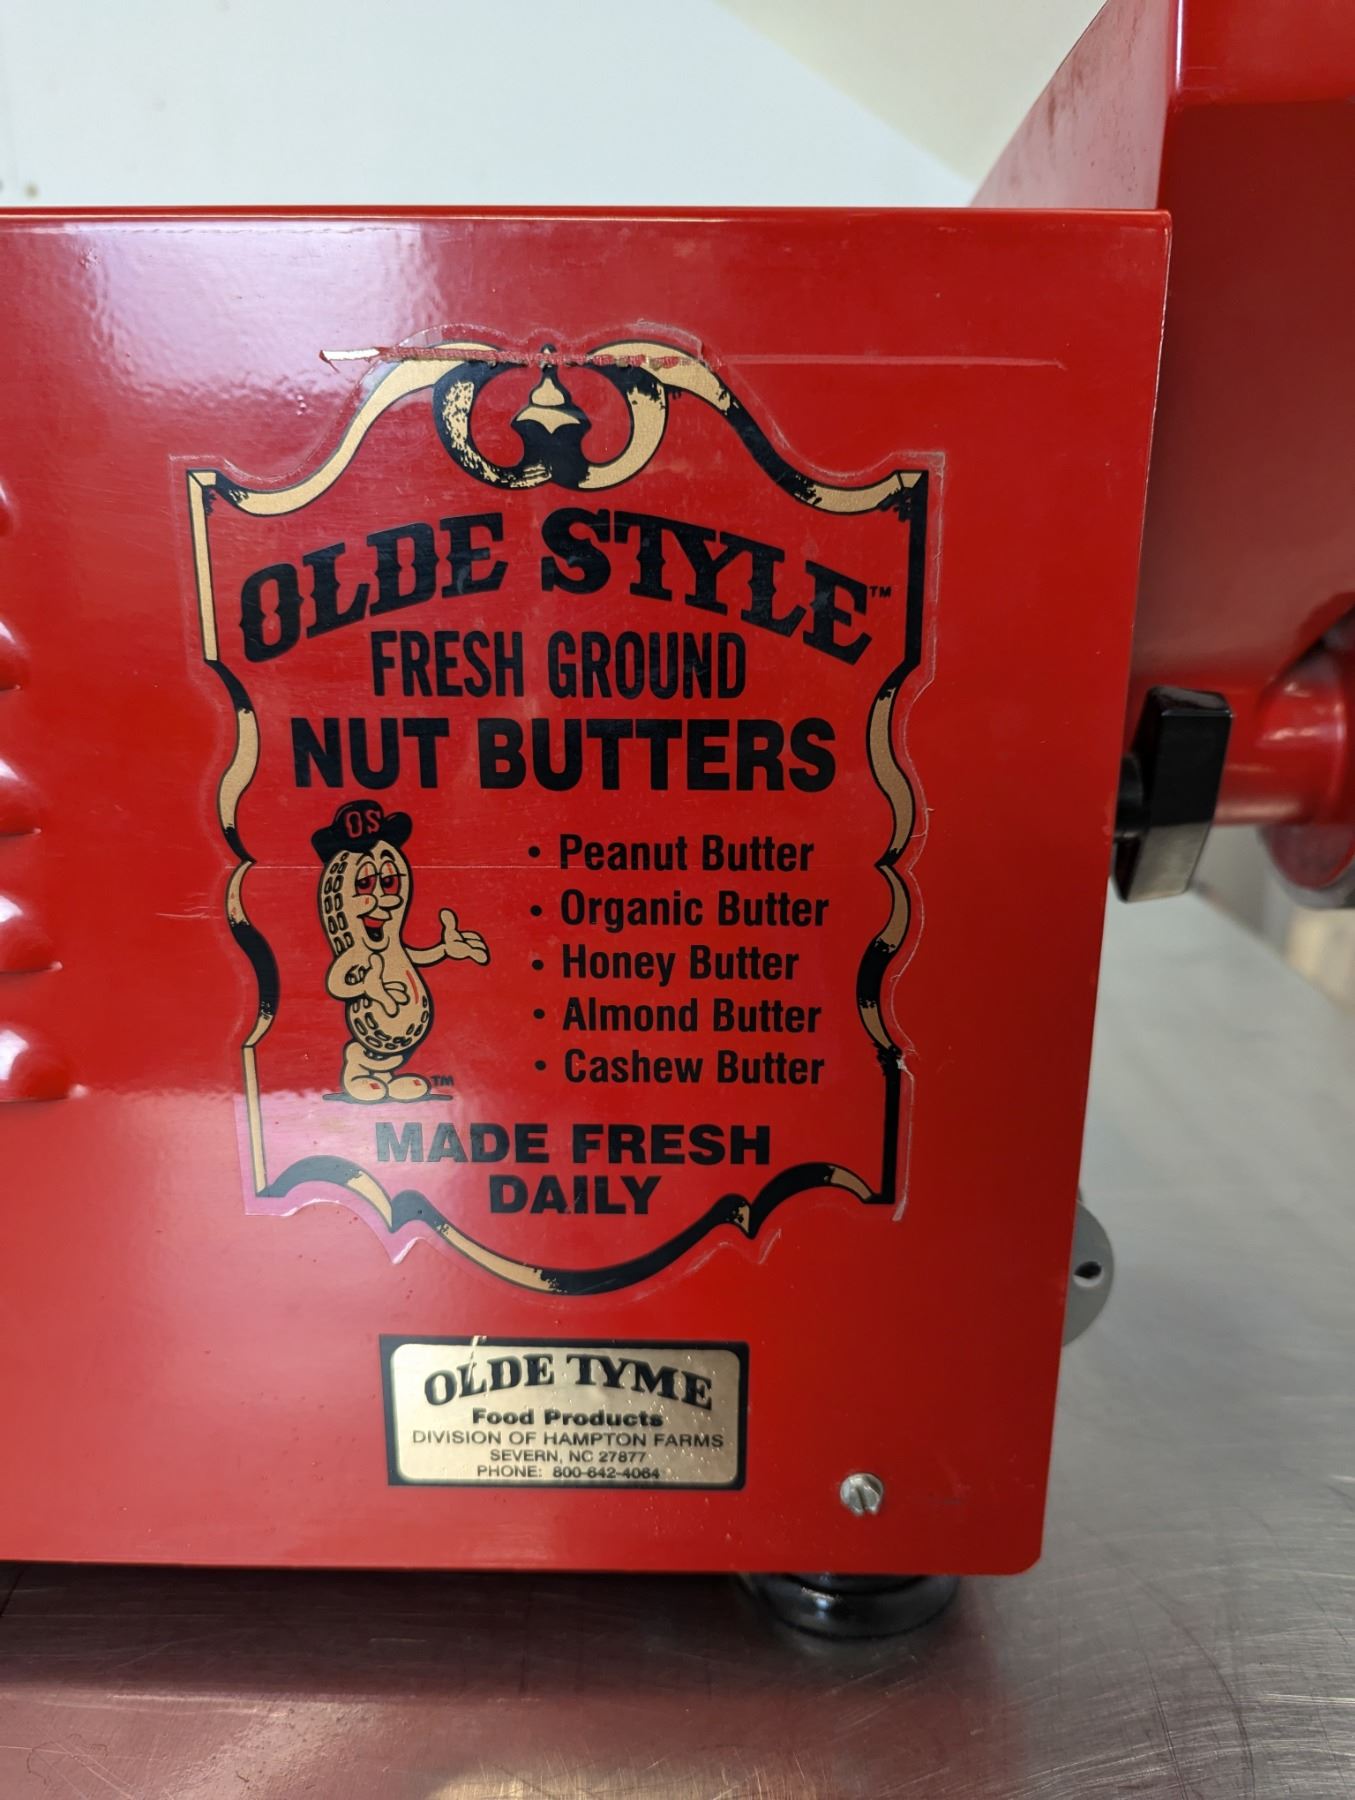 OLDE STYLE™
FRESH GROUND
NUT BUTTERS
OS
• Peanut Butter
• Organic Butter
• Honey Butter
• Almond Butter
• Cashew Butter
™
MADE FRESH
DAILY
OLDE TYME
Food Products
DIVISION OF HAMPTON FARMS
SEVERN, NC 27877
PHONE: 800-642-4064